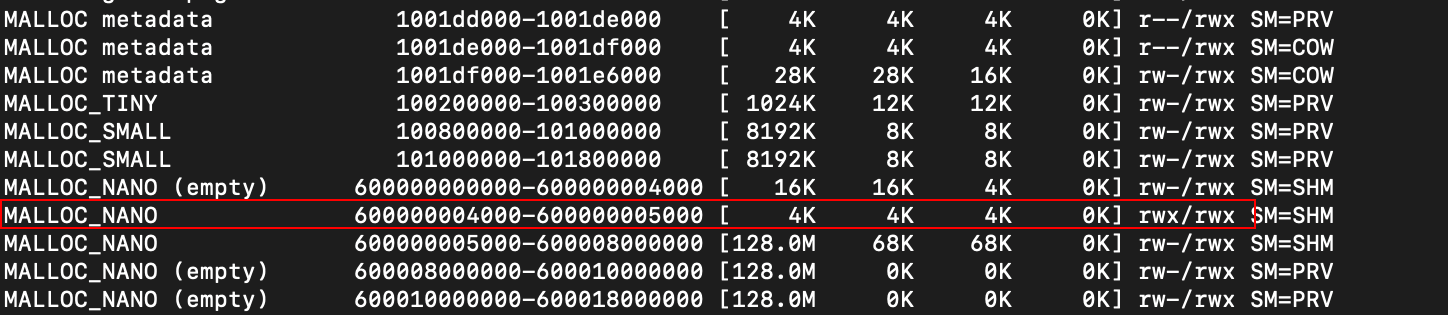 MALLOC metadata 1001dd000-1001de000 [ 4K 4K 4K 0K] r--/rwx SM=PRV
MALLOC metadata 1001de000-1001df000 [ 4K 4K 4K 0K] r--/rwx SM=COW
MALLOC metadata 1001df000-1001e6000 [ 28K 28K 16K 0K] rw-/rwx SM=COW
MALLOC_TINY 100200000-100300000 [ 1024K 12K 12K 0K] rw-/rwx SM=PRV
MALLOC_SMALL 100800000-101000000 [ 8192K 8K 8K 0K] rw-/rwx SM=PRV
MALLOC_SMALL 101000000-101800000 [ 8192K 8K 8K 0K] rw-/rwx SM=PRV
MALLOC_NANO (empty) 600000000000-600000004000 [ 16K 16K 4K 0K] rw-/rwx SM=SHM
MALLOC_NANO 600000004000-600000005000 [ 4K 4K 4K 0K] rwx/rwx SM=SHM
MALLOC_NANO 600000005000-600008000000 [128.0M 68K 68K 0K] rw-/rwx SM=SHM
MALLOC_NANO (empty) 600008000000-600010000000 [128.0M 0K 0K 0K] rw-/rwx SM=PRV
MALLOC_NANO (empty) 600010000000-600018000000 [128.0M 0K 0K 0K] rw-/rwx SM=PRV